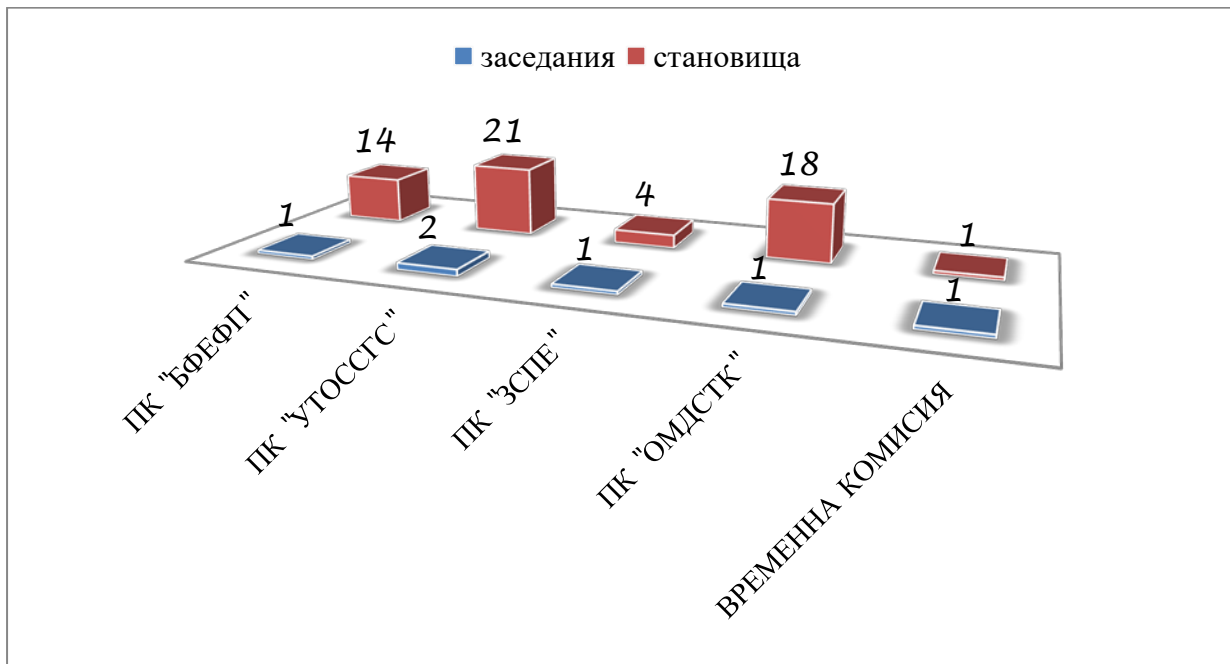 заседания становища
14
21
4
18
1
1
2
1
1
1
ПК "БФЕФП"
ПК "УТОССГС"
ПК "ЗСПЕ"
ПК "ОМДСТК"
ВРЕМЕННА КОМИСИЯ